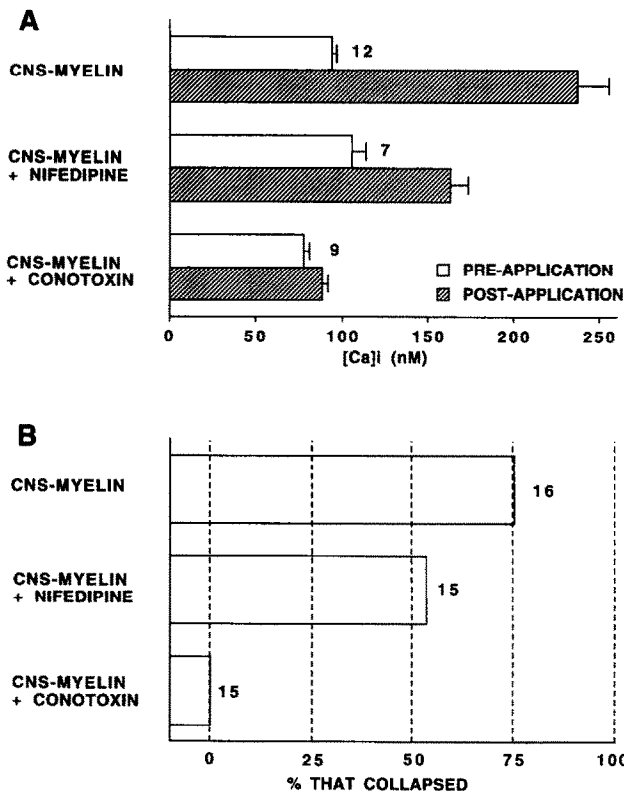 A
CNS-MYELIN
12
CNS-MYELIN
+ NIFEDIPINE
7
CNS-MYELIN
+ CONOTOXIN
9
PRE-APPLICATION
POST-APPLICATION
0 50 100 150 200 250
[Ca]i (nM)
B
CNS-MYELIN
16
CNS-MYELIN
+ NIFEDIPINE
15
CNS-MYELIN
+ CONOTOXIN
15
0 25 50 75 100
% THAT COLLAPSED